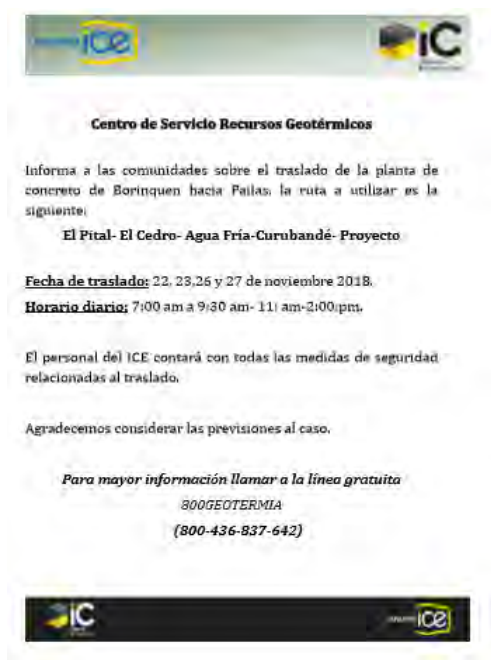 ice
iC
Centro de Servicio Recursos Geotérmicos
Informa a las comunidades sobre el traslado de la planta de
concreto de Borinquen hacia Pailas, la ruta a utilizar es la
siguiente:
El Pital- El Cedro- Agua Fría-Curubandé- Proyecto
Fecha de traslado: 22, 23,26 y 27 de noviembre 2018.
Horario diario: 7:00 am a 9:30 am- 11: am-2:00:pm.
El personal del ICE contará con todas las medidas de seguridad
relacionadas al traslado.
Agradecemos considerar las previsiones al caso.
Para mayor información llamar a la línea gratuita
800GEOTERMIA
(800-436-837-642)
iC
ice